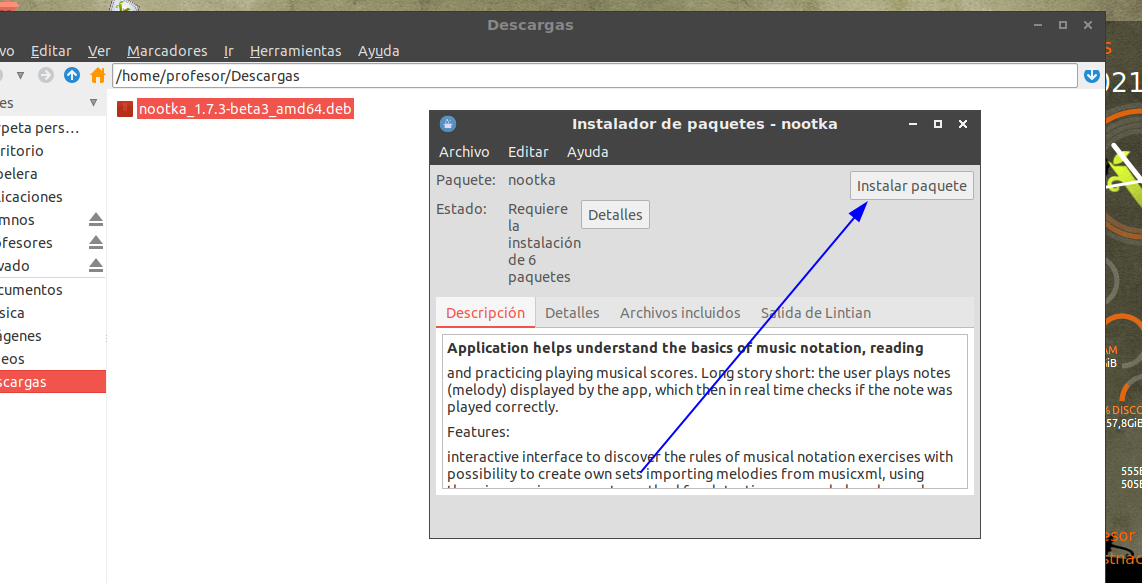 Descargas
vo Editar Ver Marcadores Ir Herramientas Ayuda
/home/profesor/Descargas
es
peta pers…
ritorio
pelera
licaciones
mnos
ofesores
vado
cumentos
sica
ágenes
eos
scargas
nootka_1.7.3-beta3_amd64.deb
Instalador de paquetes - nootka
Archivo Editar Ayuda
Paquete: nootka
Instalar paquete
Estado: Requiere
la
instalación
de 6
paquetes
Detalles
Descripción Detalles Archivos incluidos Salida de Lintian
Application helps understand the basics of music notation, reading
and practicing playing musical scores. Long story short: the user plays notes
(melody) displayed by the app, which then in real time checks if the note was
played correctly.
Features:
interactive interface to discover the rules of musical notation exercises with
possibility to create own sets importing melodies from musicxml, using
s
021
AM
iB
% DISCO
57,8GiB
555E
505E
esor
stnac